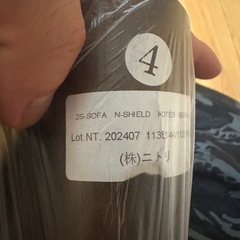 4
2S-SOFA N-SHIELD
Lot.NT. 202407
(株)ニトリ